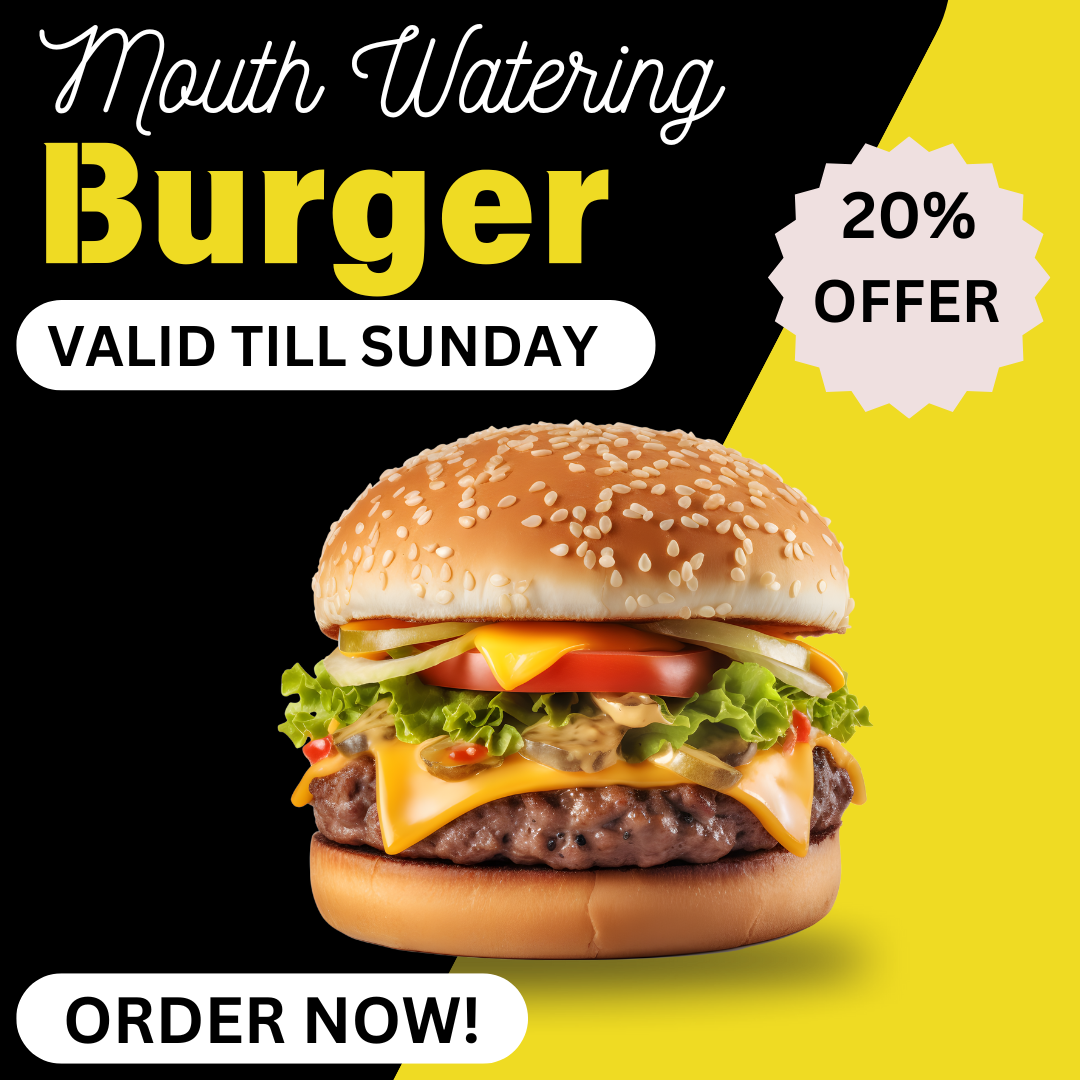 Mouth Watering
Burger
VALID TILL SUNDAY
20%
OFFER
ORDER NOW!